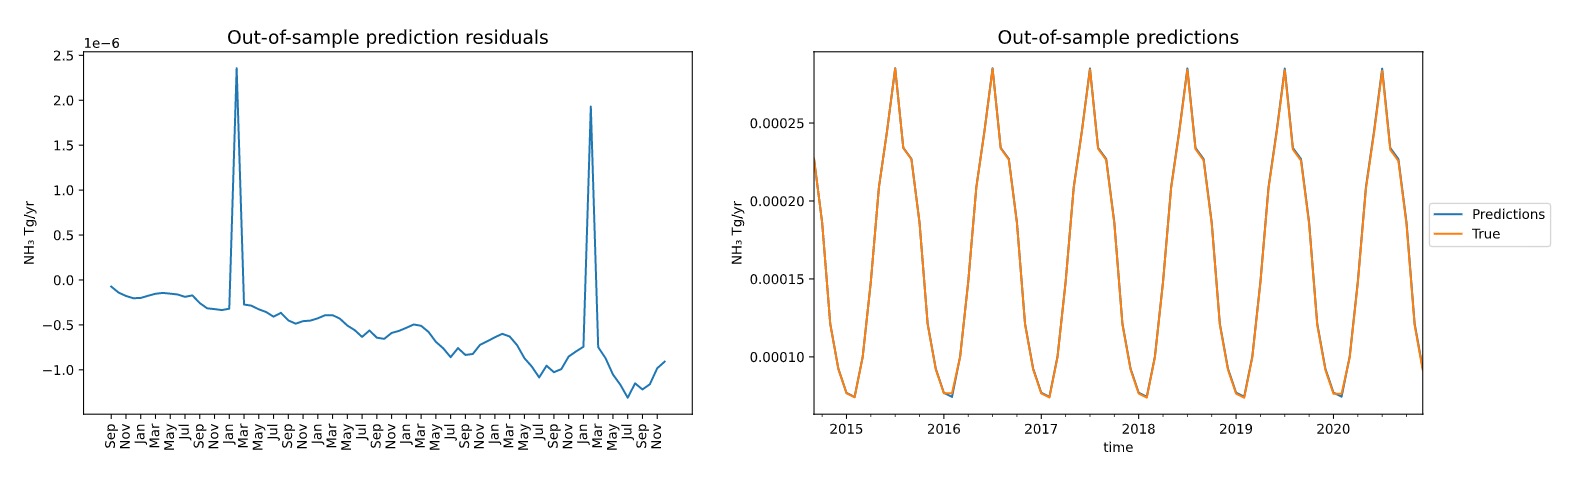 Out-of-sample prediction residuals
1e−6
2.5
2.0
1.5
1.0
0.5
0.0
−0.5
−1.0
NH₃ Tg/yr
Sep Nov Jan Mar May Jul Sep Nov Jan Mar May Jul Sep Nov Jan Mar May Jul Sep Nov Jan Mar May Jul Sep Nov Jan Mar May Jul Sep Nov Jan Mar May Jul Sep Nov
Out-of-sample predictions
0.00025
0.00020
0.00015
0.00010
NH₃ Tg/yr
2015 2016 2017 2018 2019 2020
time
Predictions
True